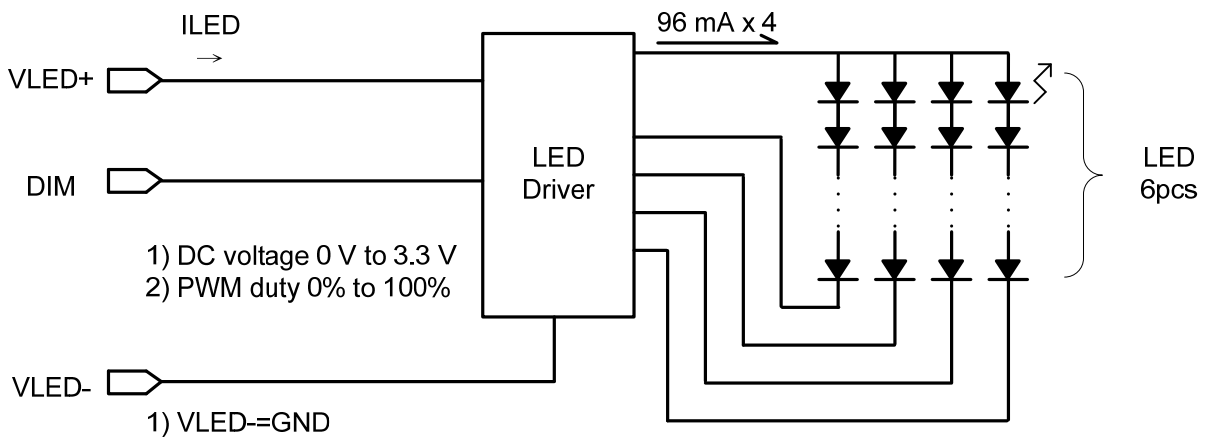 ILED
→
96 mA x 4
VLED+
LED
Driver
DIM
LED
6pcs
1) DC voltage 0 V to 3.3 V
2) PWM duty 0% to 100%
VLED-
1) VLED-=GND